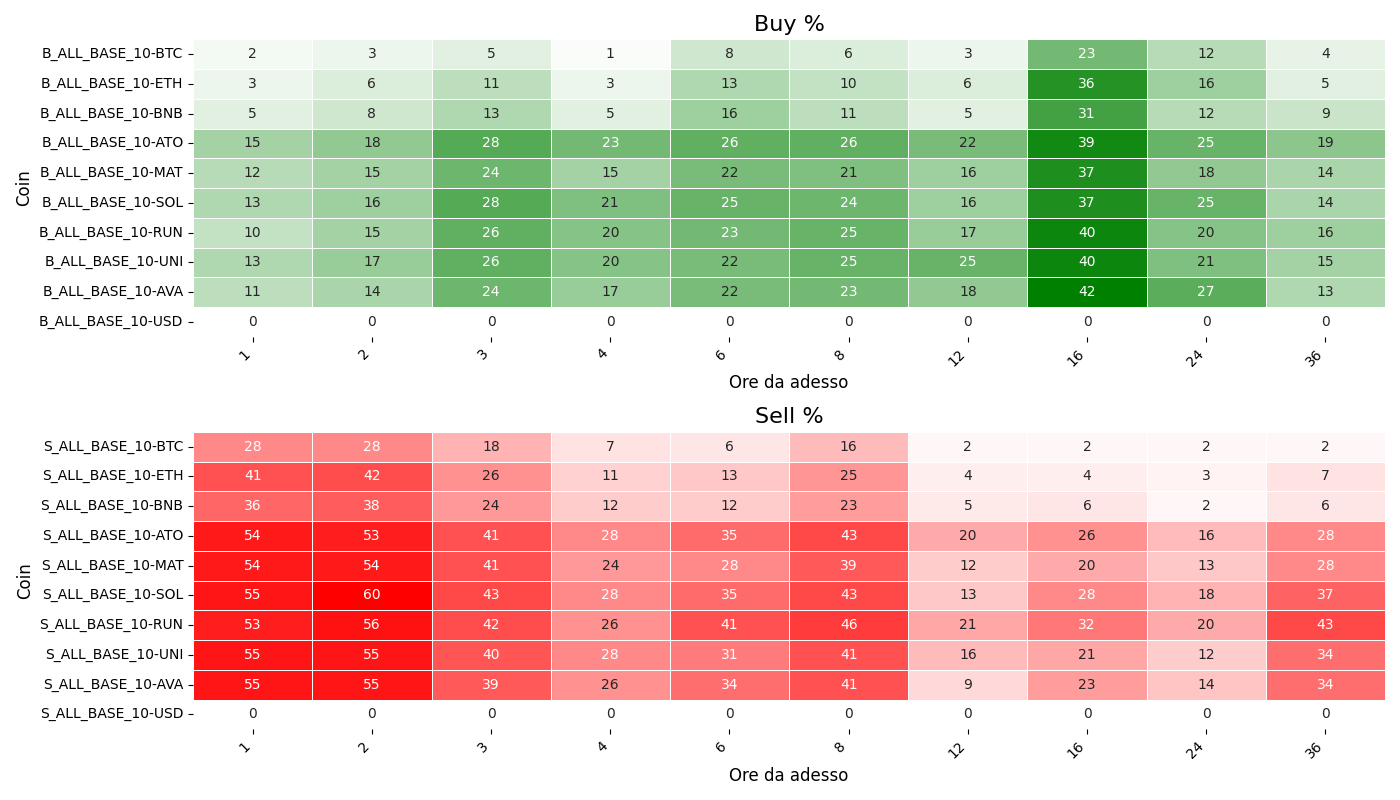 Buy %
Coin
B_ALL_BASE_10-BTC 2 3 5 1 8 6 3 23 12 4
B_ALL_BASE_10-ETH 3 6 11 3 13 10 6 36 16 5
B_ALL_BASE_10-BNB 5 8 13 5 16 11 5 31 12 9
B_ALL_BASE_10-ATO 15 18 28 23 26 26 22 39 25 19
B_ALL_BASE_10-MAT 12 15 24 15 22 21 16 37 18 14
B_ALL_BASE_10-SOL 13 16 28 21 25 24 16 37 25 14
B_ALL_BASE_10-RUN 10 15 26 20 23 25 17 40 20 16
B_ALL_BASE_10-UNI 13 17 26 20 22 25 25 40 21 15
B_ALL_BASE_10-AVA 11 14 24 17 22 23 18 42 27 13
B_ALL_BASE_10-USD 0 0 0 0 0 0 0 0 0 0
1 2 3 4 6 8 12 16 24 36
Ore da adesso
Sell %
Coin
S_ALL_BASE_10-BTC 28 28 18 7 6 16 2 2 2 2
S_ALL_BASE_10-ETH 41 42 26 11 13 25 4 4 3 7
S_ALL_BASE_10-BNB 36 38 24 12 12 23 5 6 2 6
S_ALL_BASE_10-ATO 54 53 41 28 35 43 20 26 16 28
S_ALL_BASE_10-MAT 54 54 41 24 28 39 12 20 13 28
S_ALL_BASE_10-SOL 55 60 43 28 35 43 13 28 18 37
S_ALL_BASE_10-RUN 53 56 42 26 41 46 21 32 20 43
S_ALL_BASE_10-UNI 55 55 40 28 31 41 16 21 12 34
S_ALL_BASE_10-AVA 55 55 39 26 34 41 9 23 14 34
S_ALL_BASE_10-USD 0 0 0 0 0 0 0 0 0 0
1 2 3 4 6 8 12 16 24 36
Ore da adesso